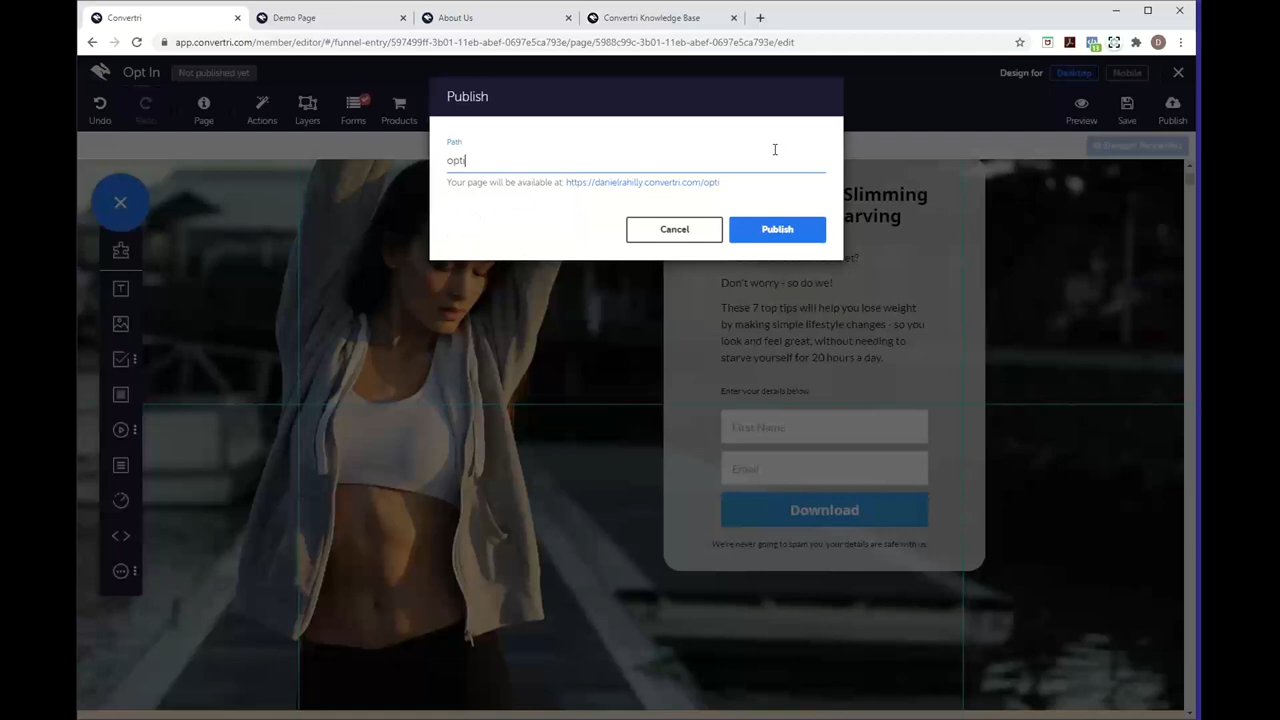 Convertri
Demo Page
About Us
Convertri Knowledge Base
app.convertri.com/member/editor/#/funnel-entry/597499ff-3b01-11eb-abef-0697e5ca793e/page/5988c99c-3b01-11eb-abef-0697e5ca793e/edit
13
D
Opt In
Not published yet
Design for
Desktop
Mobile
Undo
Redo
Page
Actions
Layers
Forms
Products
Preview
Save
Publish
Publish
Path
opti
Your page will be available at: https://danielrahilly.convertri.com/opti
Cancel
Publish
Slimming
arving
et?
Don't worry - so do we!
These 7 top tips will help you lose weight
by making simple lifestyle changes - so you
look and feel great, without needing to
starve yourself for 20 hours a day.
Enter your details below
First Name
Email
Download
We're never going to spam you, your details are safe with us.